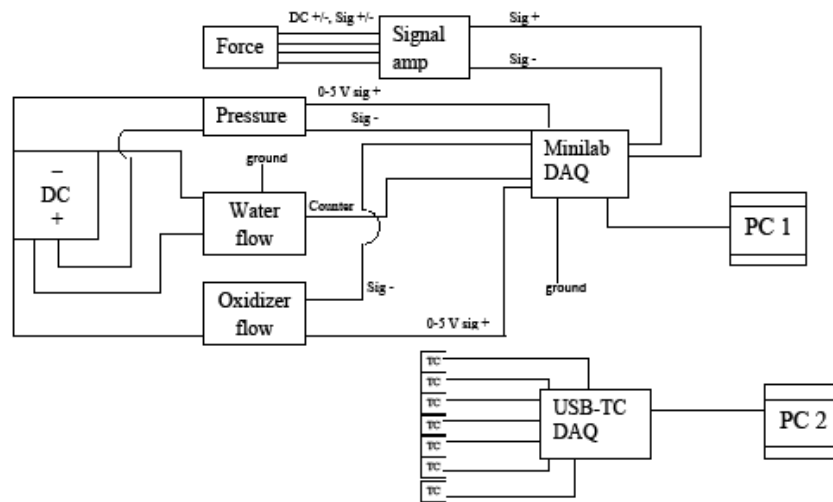 DC +/-, Sig +/-
Force
Signal
amp
Sig +
Sig -
0-5 V sig +
Pressure
Sig -
Minilab
DAQ
ground
−
DC
+
Water
flow
Counter
PC 1
Oxidizer
flow
Sig -
ground
0-5 V sig +
TC
TC
TC
TC
TC
TC
TC
USB-TC
DAQ
PC 2